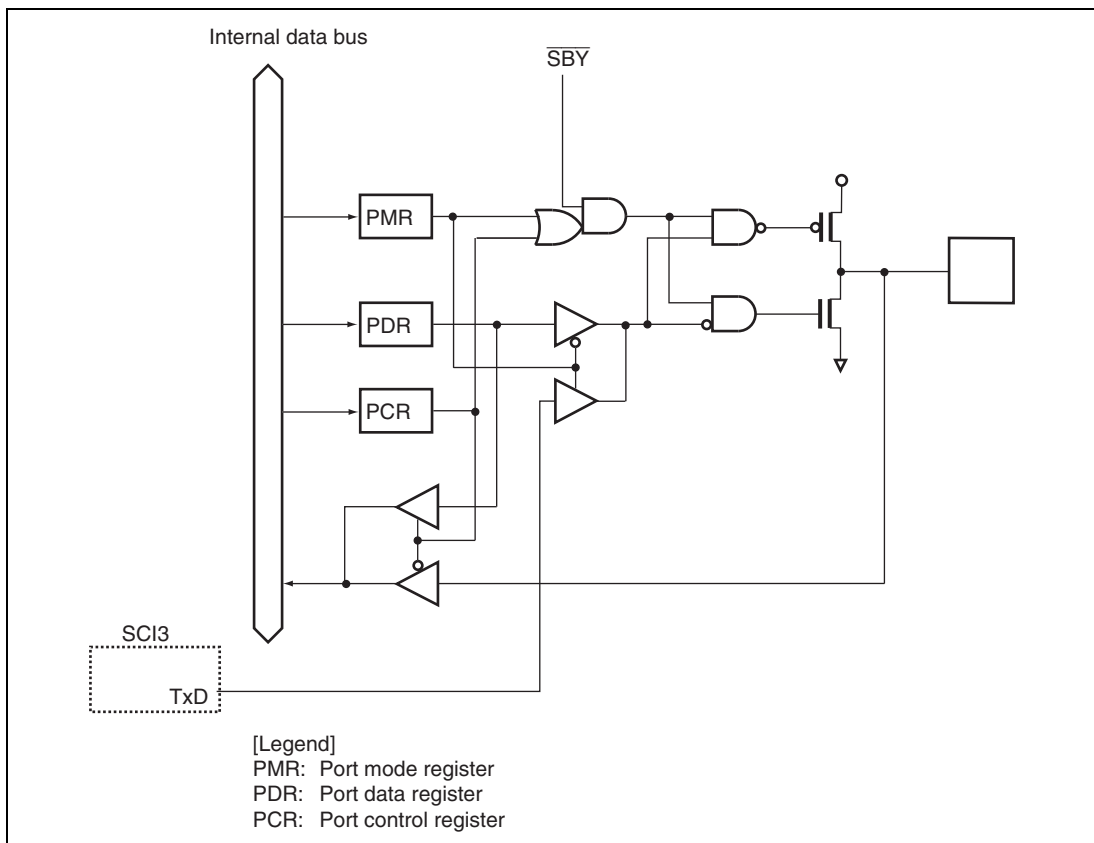 Internal data bus
SBY
PMR
PDR
PCR
SCI3
TxD
[Legend]
PMR: Port mode register
PDR: Port data register
PCR: Port control register